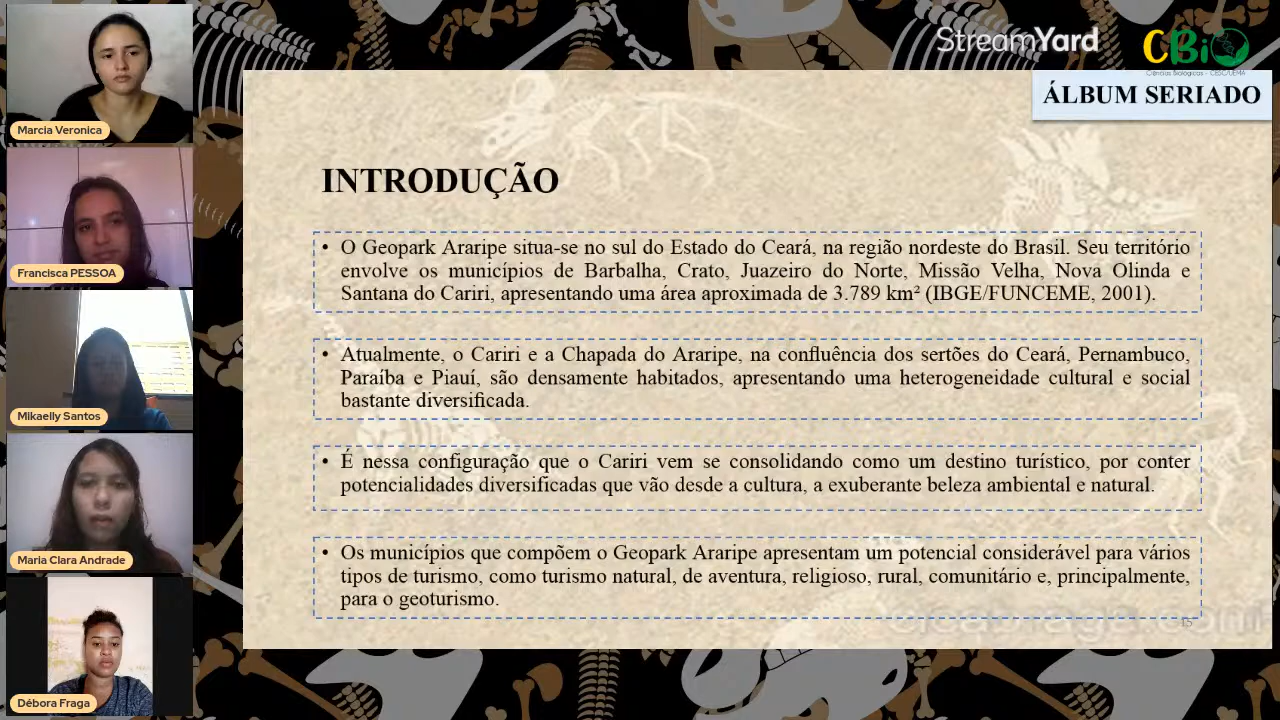 StreamYard
CBiO
Ciências Biológicas - CESC/UEMA
ÁLBUM SERIADO
INTRODUÇÃO
• O Geopark Araripe situa-se no sul do Estado do Ceará, na região nordeste do Brasil. Seu território
envolve os municípios de Barbalha, Crato, Juazeiro do Norte, Missão Velha, Nova Olinda e
Santana do Cariri, apresentando uma área aproximada de 3.789 km² (IBGE/FUNCEME, 2001).
• Atualmente, o Cariri e a Chapada do Araripe, na confluência dos sertões do Ceará, Pernambuco,
Paraíba e Piauí, são densamente habitados, apresentando uma heterogeneidade cultural e social
bastante diversificada.
• É nessa configuração que o Cariri vem se consolidando como um destino turístico, por conter
potencialidades diversificadas que vão desde a cultura, a exuberante beleza ambiental e natural.
• Os municípios que compõem o Geopark Araripe apresentam um potencial considerável para vários
tipos de turismo, como turismo natural, de aventura, religioso, rural, comunitário e, principalmente,
para o geoturismo.
15
Marcia Veronica
Francisca PESSOA
Mikaelly Santos
Maria Clara Andrade
Débora Fraga